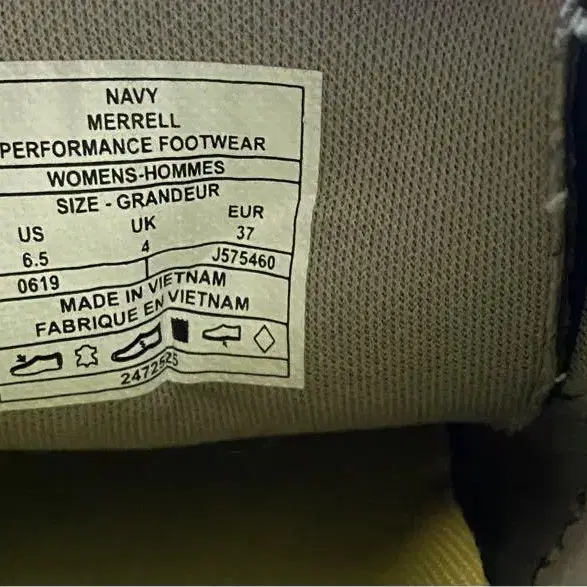 NAVY
MERRELL
PERFORMANCE FOOTWEAR
WOMENS-HOMMES
SIZE - GRANDEUR
US UK EUR
6.5 4 37
0619 J575460
MADE IN VIETNAM
FABRIQUE EN VIETNAM